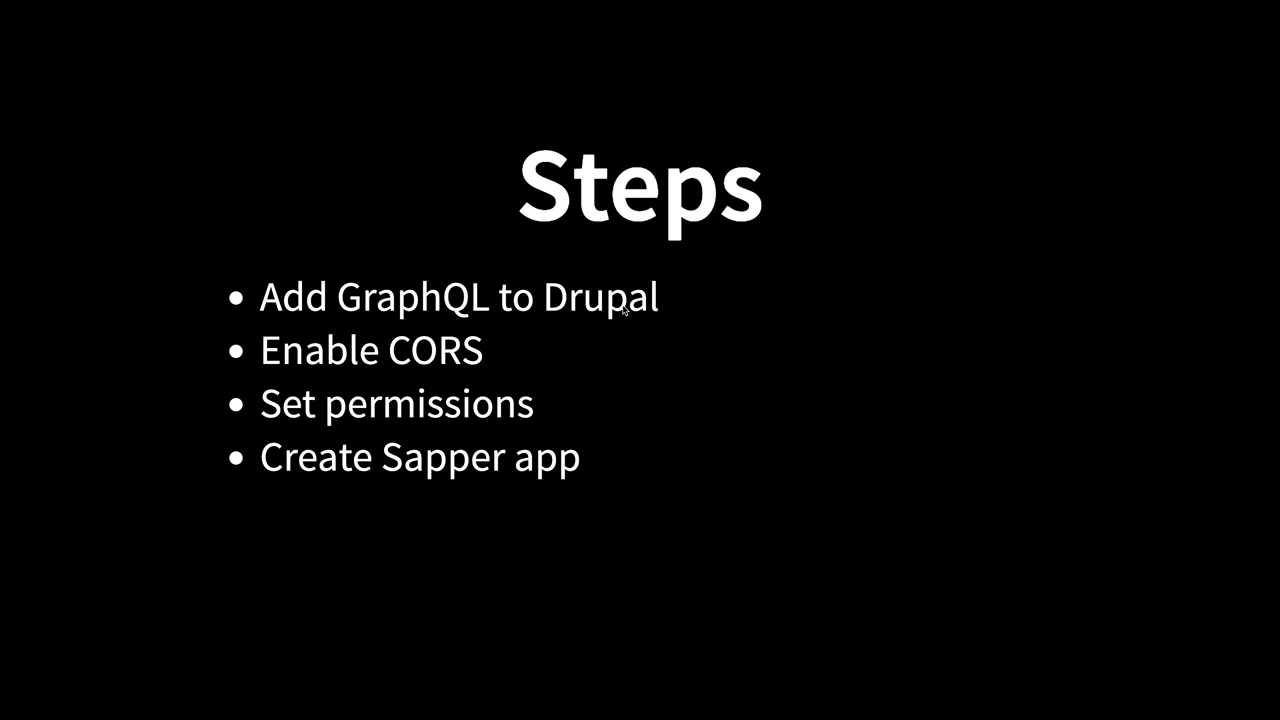 Steps
• Add GraphQL to Drupal
• Enable CORS
• Set permissions
• Create Sapper app